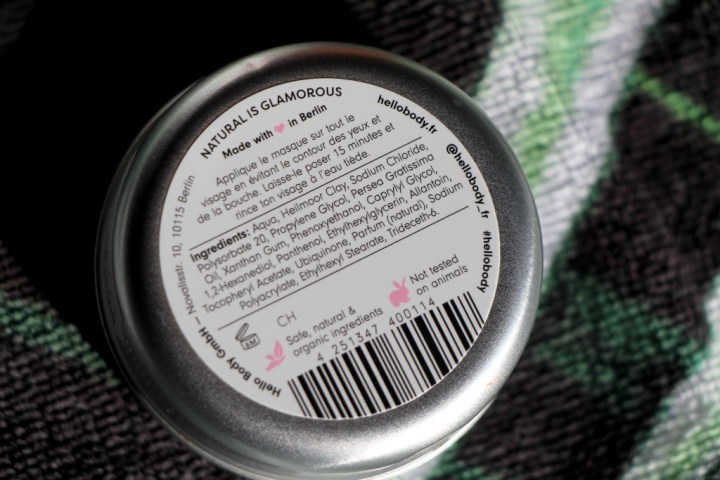 NATURAL IS GLAMOROUS
Made with ♥ in Berlin
Applique le masque sur tout le
visage en évitant le contour des yeux et
de la bouche. Laisse-le poser 15 minutes et
rince ton visage à l'eau tiède.
Ingredients: Aqua, Heilmoor Clay, Sodium Chloride,
Polysorbate 20, Propylene Glycol, Persea Gratissima
Oil, Xanthan Gum, Phenoxyethanol, Caprylyl Glycol,
1,2-Hexanediol, Panthenol, Ethylhexylglycerin, Allantoin,
Tocopheryl Acetate, Ubiquinone, Parfum (natural), Sodium
Polyacrylate, Ethylhexyl Stearate, Trideceth-6.
6M
CH
Not tested
on animals
Safe, natural &
organic ingredients
4 251347 400114
Hello Body GmbH Novalisstr. 10, 10115 Berlin
hellobody.fr
@hellobody_fr
#hellobody